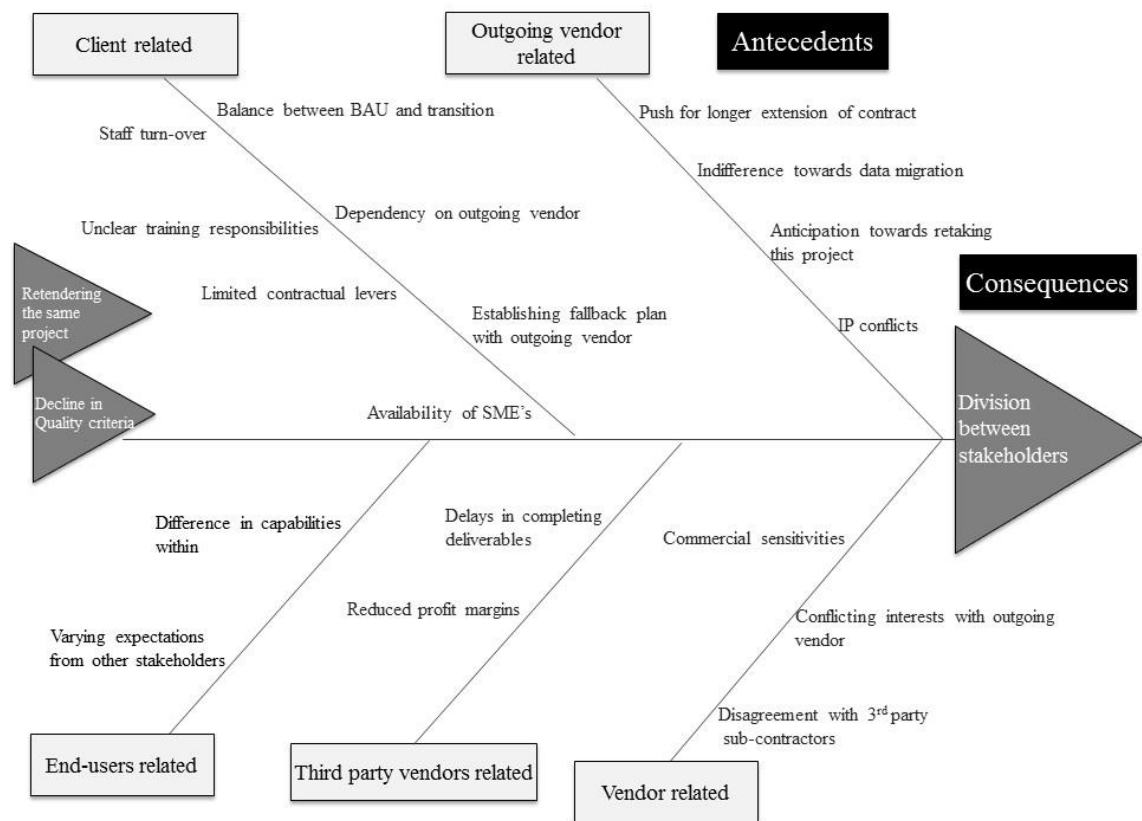 Client related
Outgoing vendor
related
Antecedents
Balance between BAU and transition
Staff turn-over
Push for longer extension of contract
Indifference towards data migration
Dependency on outgoing vendor
Unclear training responsibilities
Anticipation towards retaking
this project
Retendering
the same
project
Limited contractual levers
Consequences
Establishing fallback plan
with outgoing vendor
IP conflicts
Decline in
Quality criteria
Availability of SME's
Division
between
stakeholders
Difference in capabilities
within
Delays in completing
deliverables
Commercial sensitivities
Reduced profit margins
Conflicting interests with outgoing
vendor
Varying expectations
from other stakeholders
Disagreement with 3rd party
sub-contractors
End-users related
Third party vendors related
Vendor related